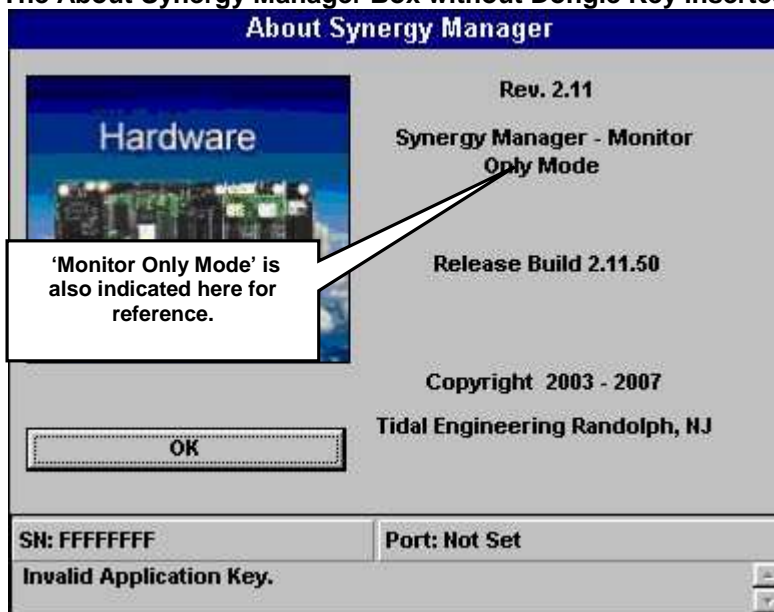 The About Synergy Manager Box without Dongle Key Inserte
About Synergy Manager
Hardware
Rev. 2.11
Synergy Manager - Monitor
Only Mode
‘Monitor Only Mode’ is
also indicated here for
reference.
Release Build 2.11.50
Copyright 2003 - 2007
Tidal Engineering Randolph, NJ
OK
SN: FFFFFFFF
Port: Not Set
Invalid Application Key.